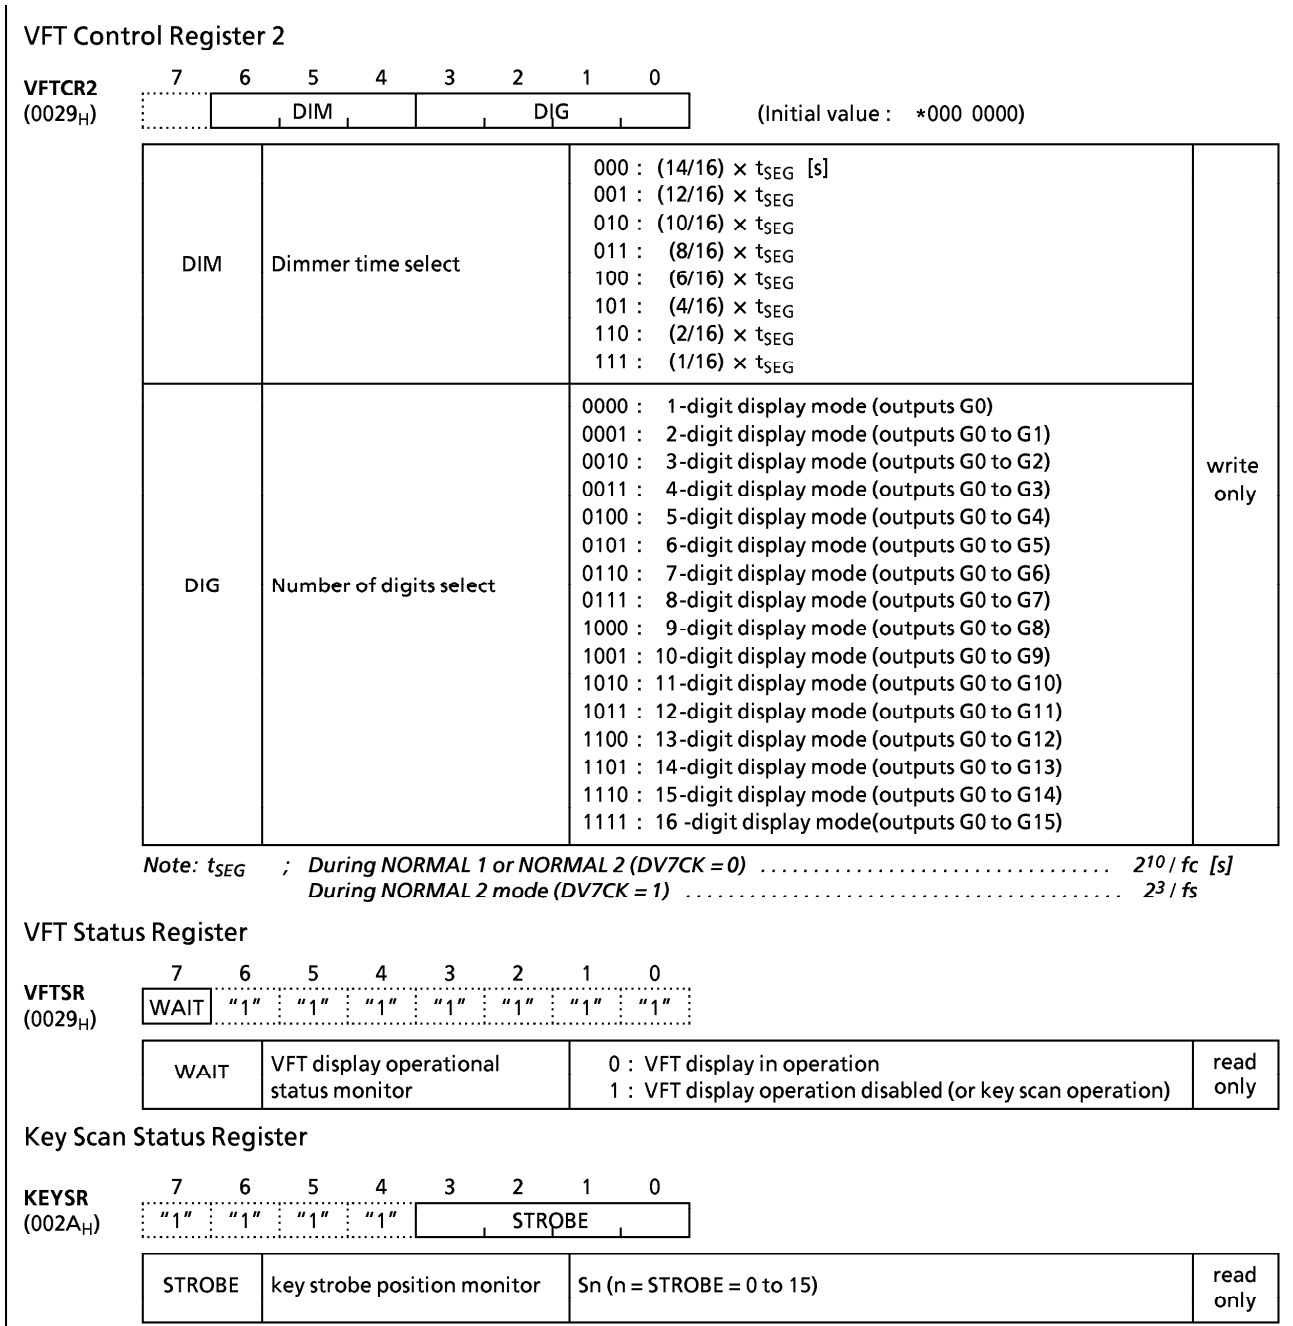 VFT Control Register 2
7 6 5 4 3 2 1 0
VFTCR2
(0029H)
DIM DIG (Initial value : *000 0000)
DIM Dimmer time select
000 : (14/16) × tSEG [s]
001 : (12/16) × tSEG
010 : (10/16) × tSEG
011 : (8/16) × tSEG
100 : (6/16) × tSEG
101 : (4/16) × tSEG
110 : (2/16) × tSEG
111 : (1/16) × tSEG
DIG Number of digits select
0000 : 1-digit display mode (outputs G0)
0001 : 2-digit display mode (outputs G0 to G1)
0010 : 3-digit display mode (outputs G0 to G2)
0011 : 4-digit display mode (outputs G0 to G3)
0100 : 5-digit display mode (outputs G0 to G4)
0101 : 6-digit display mode (outputs G0 to G5)
0110 : 7-digit display mode (outputs G0 to G6)
0111 : 8-digit display mode (outputs G0 to G7)
1000 : 9-digit display mode (outputs G0 to G8)
1001 : 10-digit display mode (outputs G0 to G9)
1010 : 11-digit display mode (outputs G0 to G10)
1011 : 12-digit display mode (outputs G0 to G11)
1100 : 13-digit display mode (outputs G0 to G12)
1101 : 14-digit display mode (outputs G0 to G13)
1110 : 15-digit display mode (outputs G0 to G14)
1111 : 16 -digit display mode(outputs G0 to G15)
write
only
Note: tSEG ; During NORMAL 1 or NORMAL 2 (DV7CK = 0) ................................ 2^10 / fc [s]
During NORMAL 2 mode (DV7CK = 1) ........................................ 2^3 / fs
VFT Status Register
7 6 5 4 3 2 1 0
VFTSR
(0029H)
WAIT "1" "1" "1" "1" "1" "1" "1"
WAIT
VFT display operational
status monitor
0 : VFT display in operation
1 : VFT display operation disabled (or key scan operation)
read
only
Key Scan Status Register
7 6 5 4 3 2 1 0
KEYSR
(002AH)
"1" "1" "1" "1" STROBE
STROBE key strobe position monitor Sn (n = STROBE = 0 to 15)
read
only